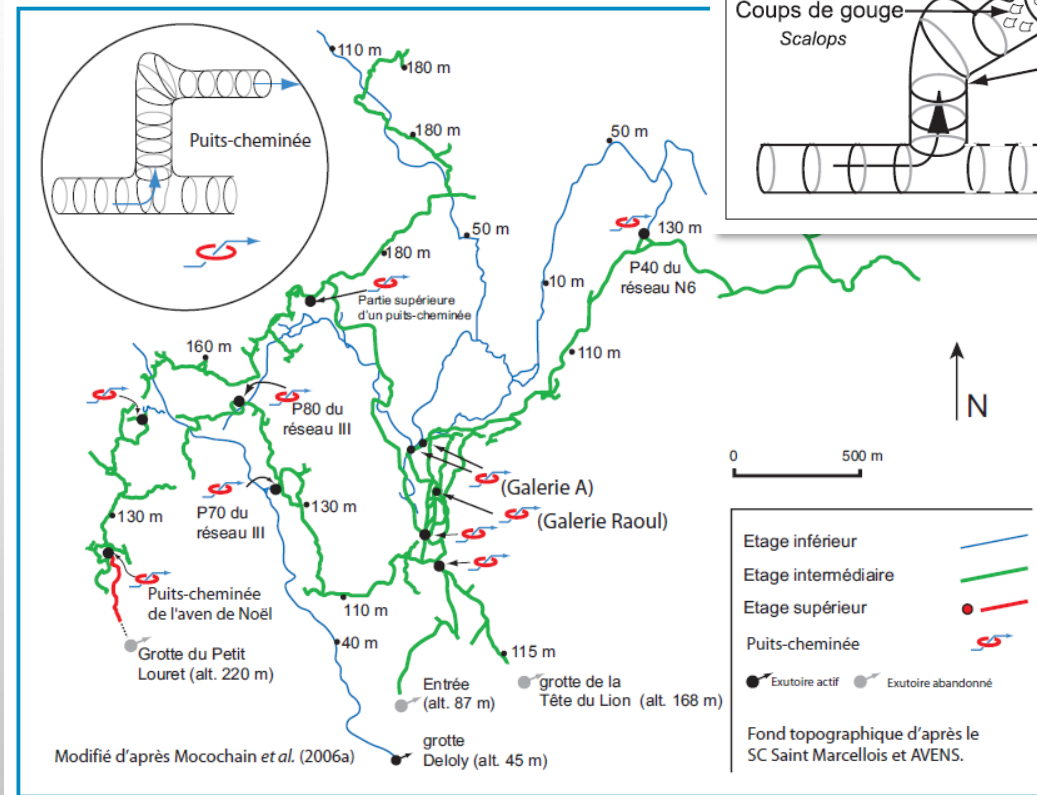 Coups de gouge
Scalops
Puits-cheminée
110 m
180 m
180 m
50 m
50 m
180 m
130 m
P40 du
réseau N6
10 m
Partie supérieure
d'un puits-cheminée
160 m
110 m
N
P80 du
réseau III
0 500 m
(Galerie A)
(Galerie Raoul)
P70 du
réseau III
130 m
130 m
Puits-cheminée
de l'aven de Noël
110 m
40 m
115 m
Grotte du Petit
Louret (alt. 220 m)
Entrée
(alt. 87 m)
grotte de la
Tête du Lion (alt. 168 m)
grotte
Deloly (alt. 45 m)
Modifié d'après Mocochain et al. (2006a)
Etage inférieur
Etage intermédiaire
Etage supérieur
Puits-cheminée
Exutoire actif
Exutoire abandonné
Fond topographique d'après le
SC Saint Marcellois et AVENS.